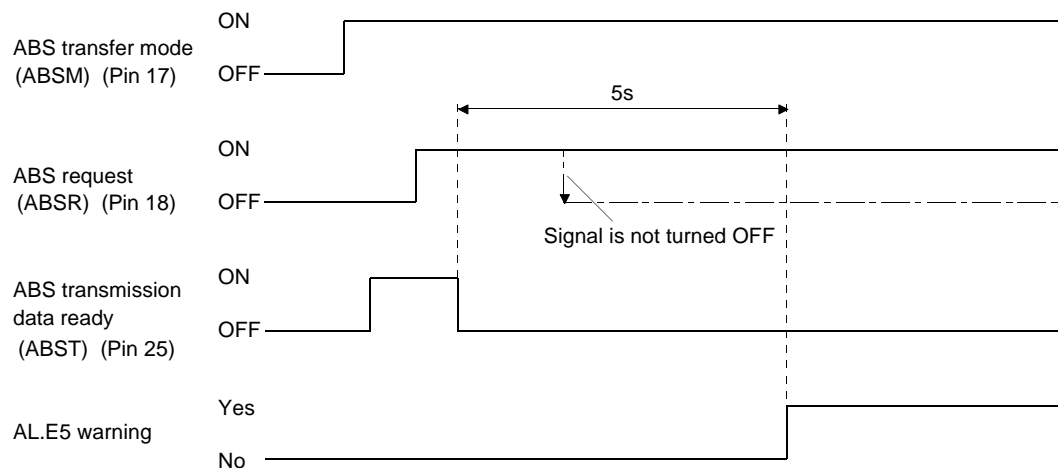 ON
ABS transfer mode
(ABSM) (Pin 17)
OFF
5s
ON
ABS request
(ABSR) (Pin 18)
OFF
Signal is not turned OFF
ON
ABS transmission
data ready
(ABST) (Pin 25)
OFF
Yes
AL.E5 warning
No